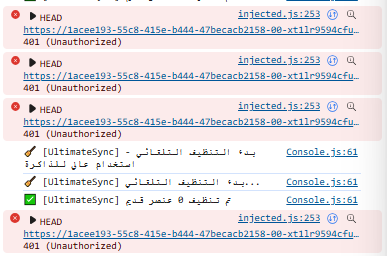 HEAD injected.js:253
https://1acee193-55c8-415e-b444-47becacb2158-00-xt1lr9594cfu…
401 (Unauthorized)
HEAD injected.js:253
https://1acee193-55c8-415e-b444-47becacb2158-00-xt1lr9594cfu…
401 (Unauthorized)
HEAD injected.js:253
https://1acee193-55c8-415e-b444-47becacb2158-00-xt1lr9594cfu…
401 (Unauthorized)
🧹 [UltimateSync] بدء التنظيف التلقائي - Console.js:61
استخدام عالي للذاكرة
🧹 [UltimateSync] بدء التنظيف التلقائي... Console.js:61
✅ [UltimateSync] تم تنظيف 0 عنصر قديم Console.js:61
HEAD injected.js:253
https://1acee193-55c8-415e-b444-47becacb2158-00-xt1lr9594cfu…
401 (Unauthorized)